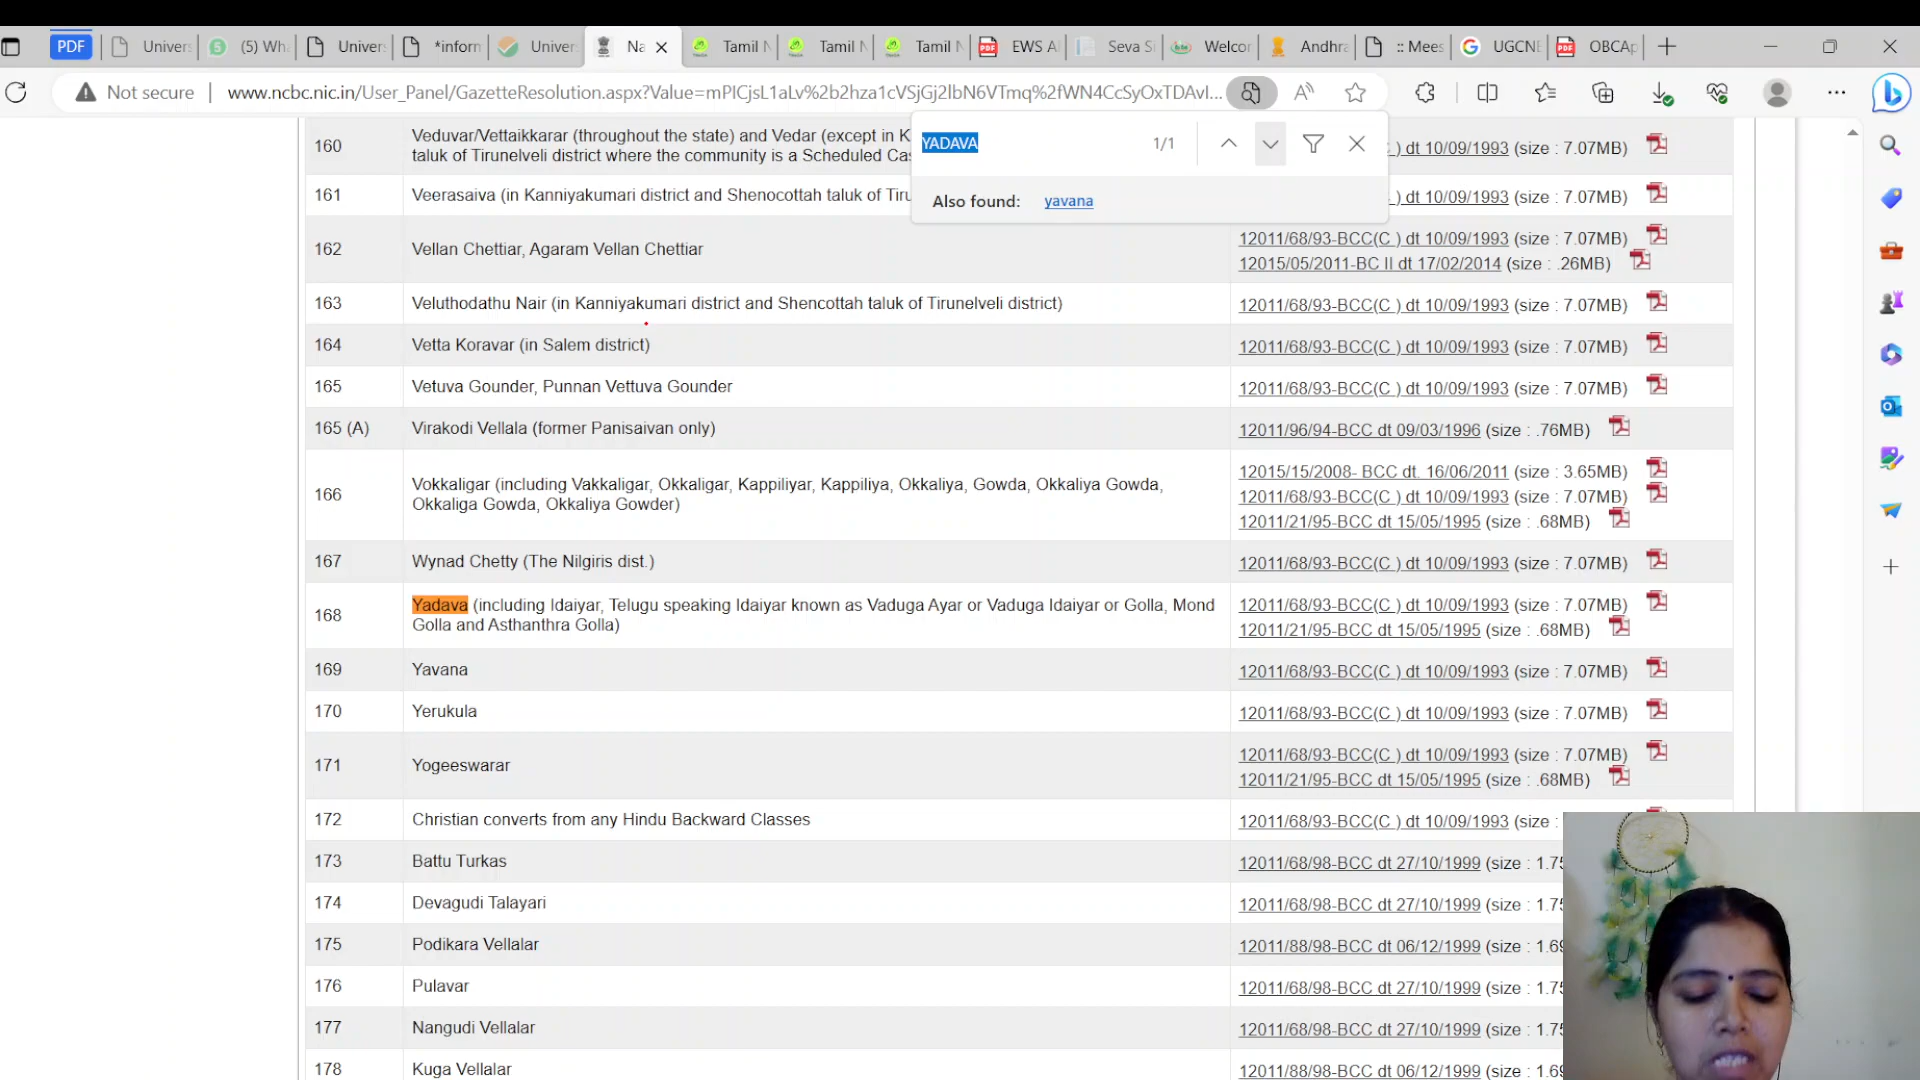 PDF Univer: (5) Wha Univer: *inforn Univer: Na Tamil N Tamil N Tamil N EWS A Seva Si Welcor Andhra :: Mees UGCNE OBCAp
Not secure www.ncbc.nic.in/User_Panel/GazetteResolution.aspx?Value=mPICjsL1aLv%2b2hza1cVSjGj2lbN6VTmq%2fWN4CcSyOxTDAvI...
YADAVA 1/1
Also found: yavana
160 Veduvar/Vettaikkarar (throughout the state) and Vedar (except in K
taluk of Tirunelveli district where the community is a Scheduled Cas ) dt 10/09/1993 (size : 7.07MB)
161 Veerasaiva (in Kanniyakumari district and Shenocottah taluk of Tiru ) dt 10/09/1993 (size : 7.07MB)
162 Vellan Chettiar, Agaram Vellan Chettiar 12011/68/93-BCC(C ) dt 10/09/1993 (size : 7.07MB)
12015/05/2011-BC II dt 17/02/2014 (size : .26MB)
163 Veluthodathu Nair (in Kanniyakumari district and Shencottah taluk of Tirunelveli district) 12011/68/93-BCC(C ) dt 10/09/1993 (size : 7.07MB)
164 Vetta Koravar (in Salem district) 12011/68/93-BCC(C ) dt 10/09/1993 (size : 7.07MB)
165 Vetuva Gounder, Punnan Vettuva Gounder 12011/68/93-BCC(C ) dt 10/09/1993 (size : 7.07MB)
165 (A) Virakodi Vellala (former Panisaivan only) 12011/96/94-BCC dt 09/03/1996 (size : .76MB)
166 Vokkaligar (including Vakkaligar, Okkaligar, Kappiliyar, Kappiliya, Okkaliya, Gowda, Okkaliya Gowda,
Okkaliga Gowda, Okkaliya Gowder)
12015/15/2008- BCC dt. 16/06/2011 (size : 3.65MB)
12011/68/93-BCC(C ) dt 10/09/1993 (size : 7.07MB)
12011/21/95-BCC dt 15/05/1995 (size : .68MB)
167 Wynad Chetty (The Nilgiris dist.) 12011/68/93-BCC(C ) dt 10/09/1993 (size : 7.07MB)
168 Yadava (including Idaiyar, Telugu speaking Idaiyar known as Vaduga Ayar or Vaduga Idaiyar or Golla, Mond
Golla and Asthanthra Golla)
12011/68/93-BCC(C ) dt 10/09/1993 (size : 7.07MB)
12011/21/95-BCC dt 15/05/1995 (size : .68MB)
169 Yavana 12011/68/93-BCC(C ) dt 10/09/1993 (size : 7.07MB)
170 Yerukula 12011/68/93-BCC(C ) dt 10/09/1993 (size : 7.07MB)
171 Yogeeswarar 12011/68/93-BCC(C ) dt 10/09/1993 (size : 7.07MB)
12011/21/95-BCC dt 15/05/1995 (size : .68MB)
172 Christian converts from any Hindu Backward Classes 12011/68/93-BCC(C ) dt 10/09/1993 (size :
173 Battu Turkas 12011/68/98-BCC dt 27/10/1999 (size : 1.75
174 Devagudi Talayari 12011/68/98-BCC dt 27/10/1999 (size : 1.75
175 Podikara Vellalar 12011/88/98-BCC dt 06/12/1999 (size : 1.69
176 Pulavar 12011/68/98-BCC dt 27/10/1999 (size : 1.75
177 Nangudi Vellalar 12011/68/98-BCC dt 27/10/1999 (size : 1.75
178 Kuga Vellalar 12011/88/98-BCC dt 06/12/1999 (size : 1.69